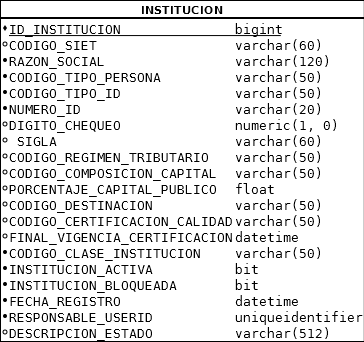 INSTITUCION
ID_INSTITUCION bigint
CODIGO_SIET varchar(60)
RAZON_SOCIAL varchar(120)
CODIGO_TIPO_PERSONA varchar(50)
CODIGO_TIPO_ID varchar(50)
NUMERO_ID varchar(20)
DIGITO_CHEQUEO numeric(1, 0)
SIGLA varchar(60)
CODIGO_REGIMEN_TRIBUTARIO varchar(50)
CODIGO_COMPOSICION_CAPITAL varchar(50)
PORCENTAJE_CAPITAL_PUBLICO float
CODIGO_DESTINACION varchar(50)
CODIGO_CERTIFICACION_CALIDAD varchar(50)
FINAL_VIGENCIA_CERTIFICACION datetime
CODIGO_CLASE_INSTITUCION varchar(50)
INSTITUCION_ACTIVA bit
INSTITUCION_BLOQUEADA bit
FECHA_REGISTRO datetime
RESPONSABLE_USERID uniqueidentifier
DESCRIPCION_ESTADO varchar(512)